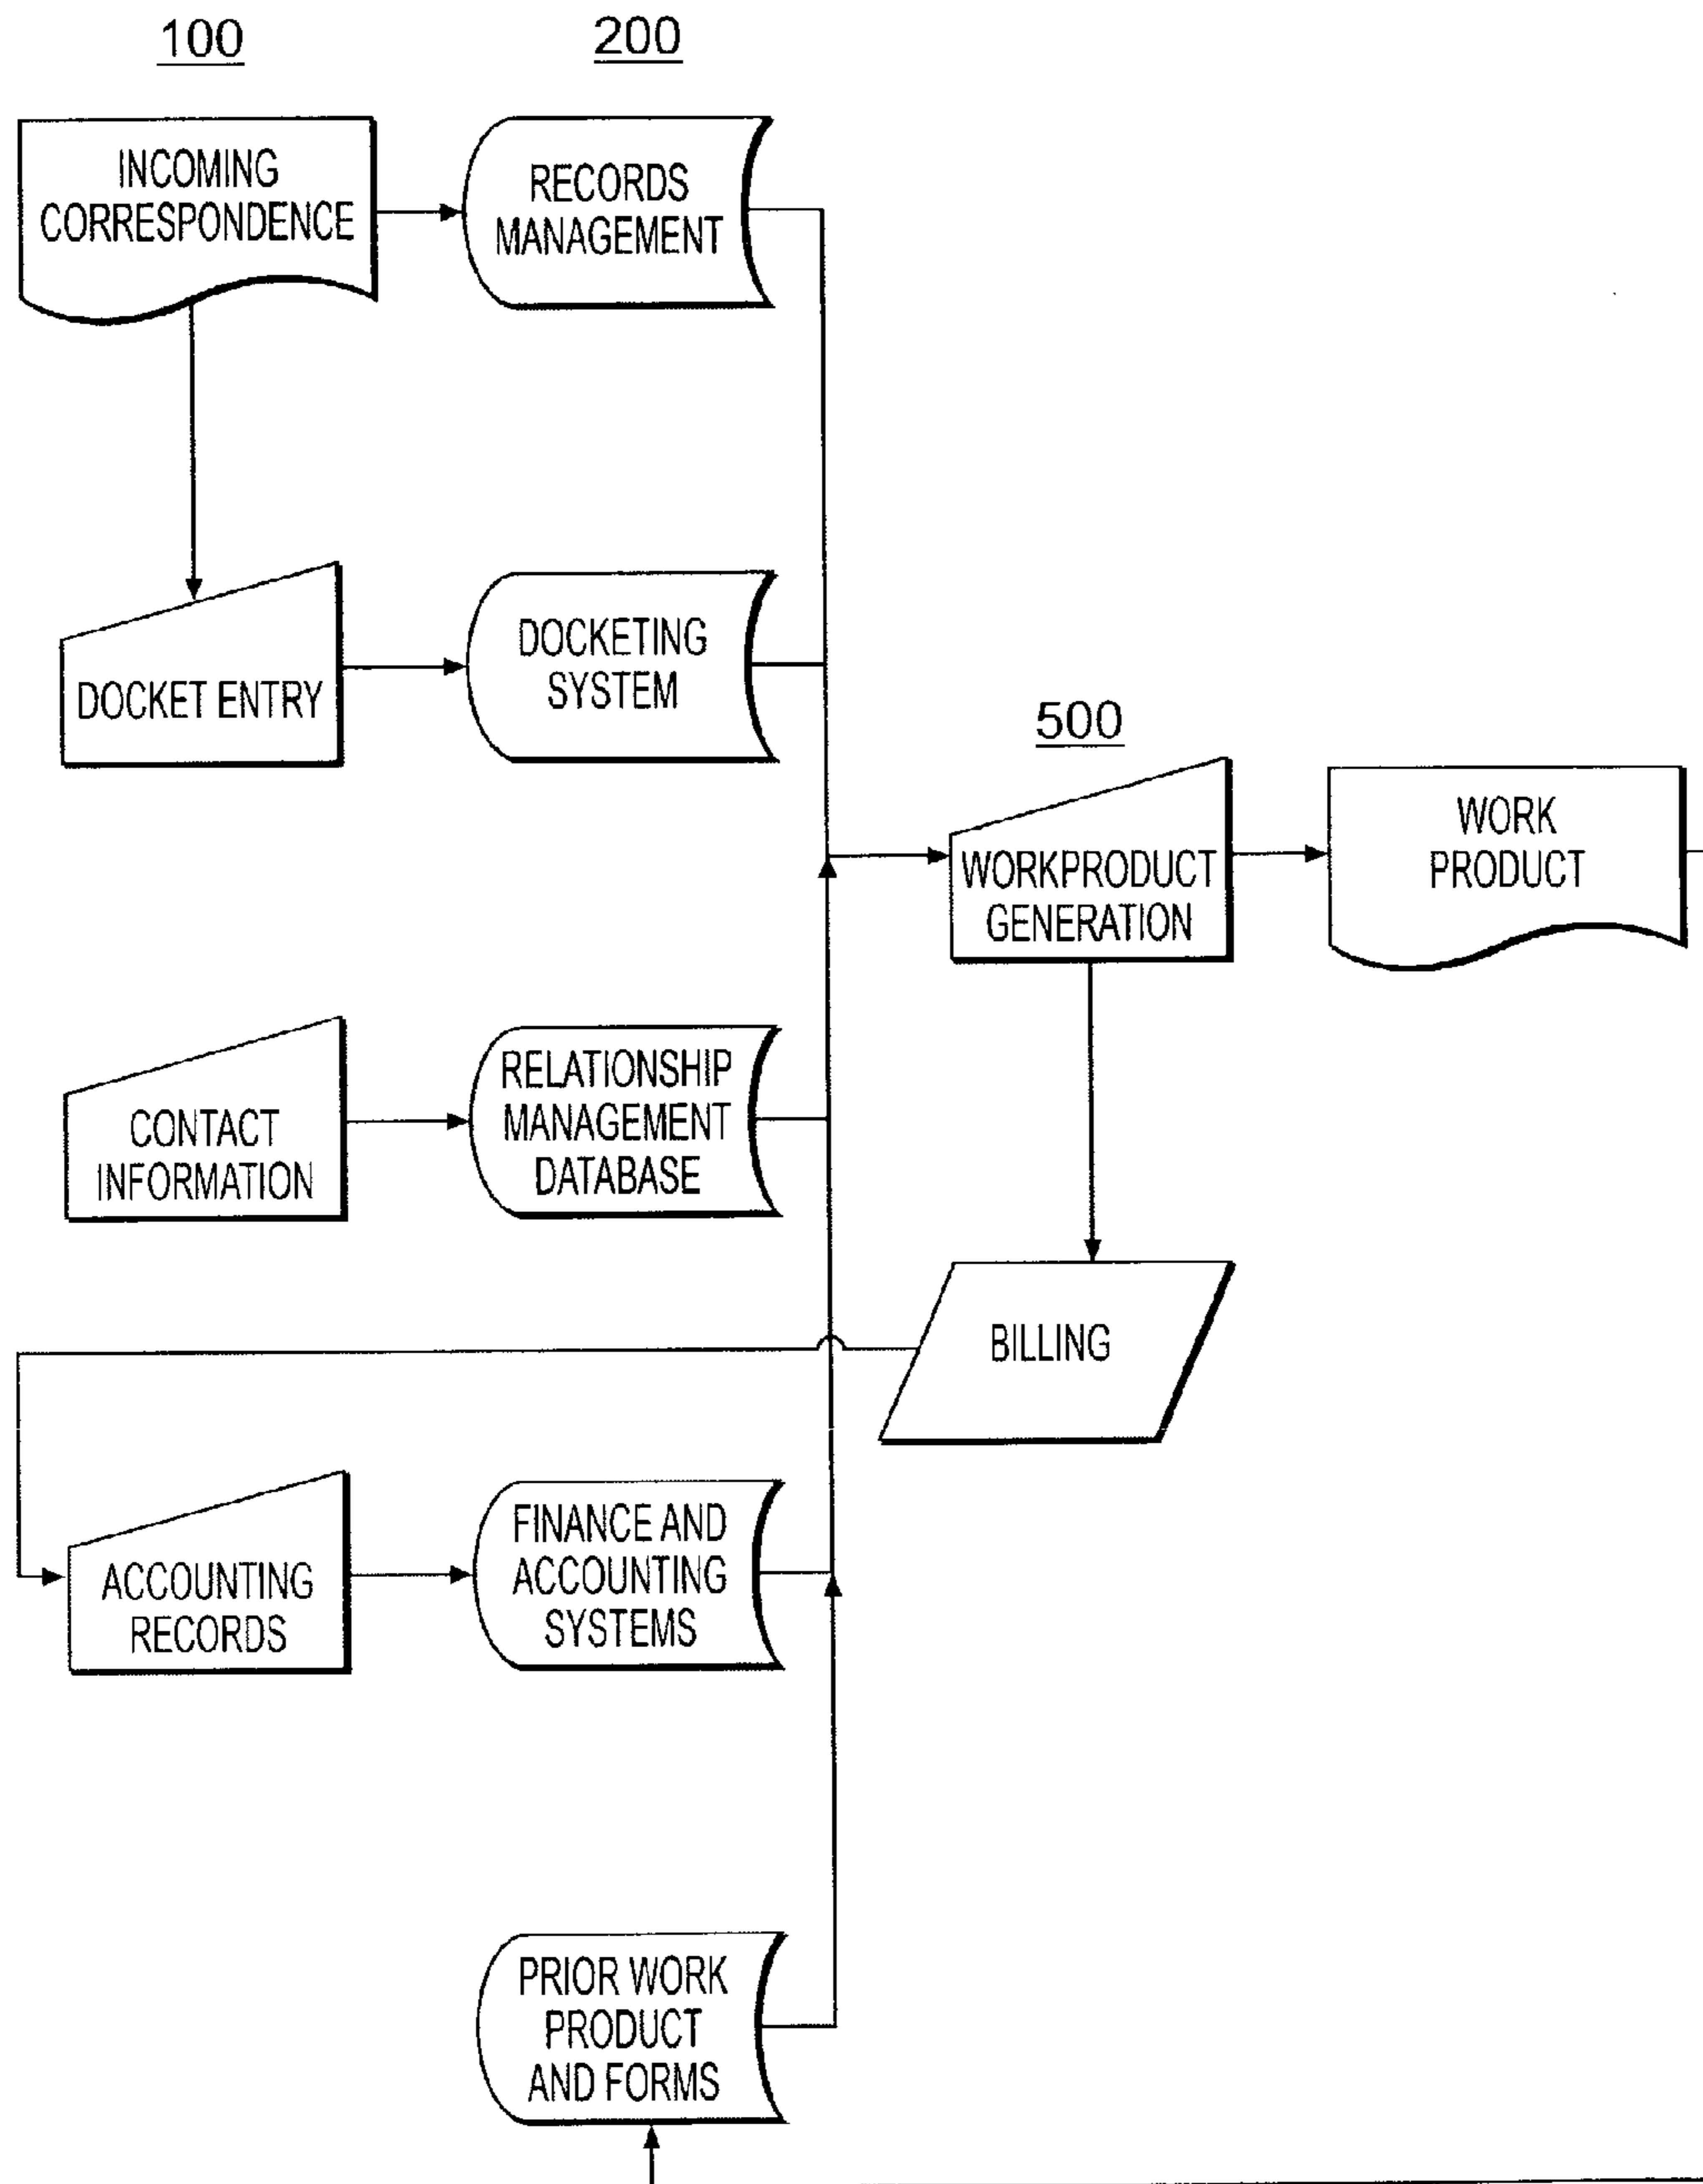 100
200
INCOMING
CORRESPONDENCE
RECORDS
MANAGEMENT
DOCKET ENTRY
DOCKETING
SYSTEM
500
WORKPRODUCT
GENERATION
WORK
PRODUCT
CONTACT
INFORMATION
RELATIONSHIP
MANAGEMENT
DATABASE
BILLING
ACCOUNTING
RECORDS
FINANCE AND
ACCOUNTING
SYSTEMS
PRIOR WORK
PRODUCT
AND FORMS